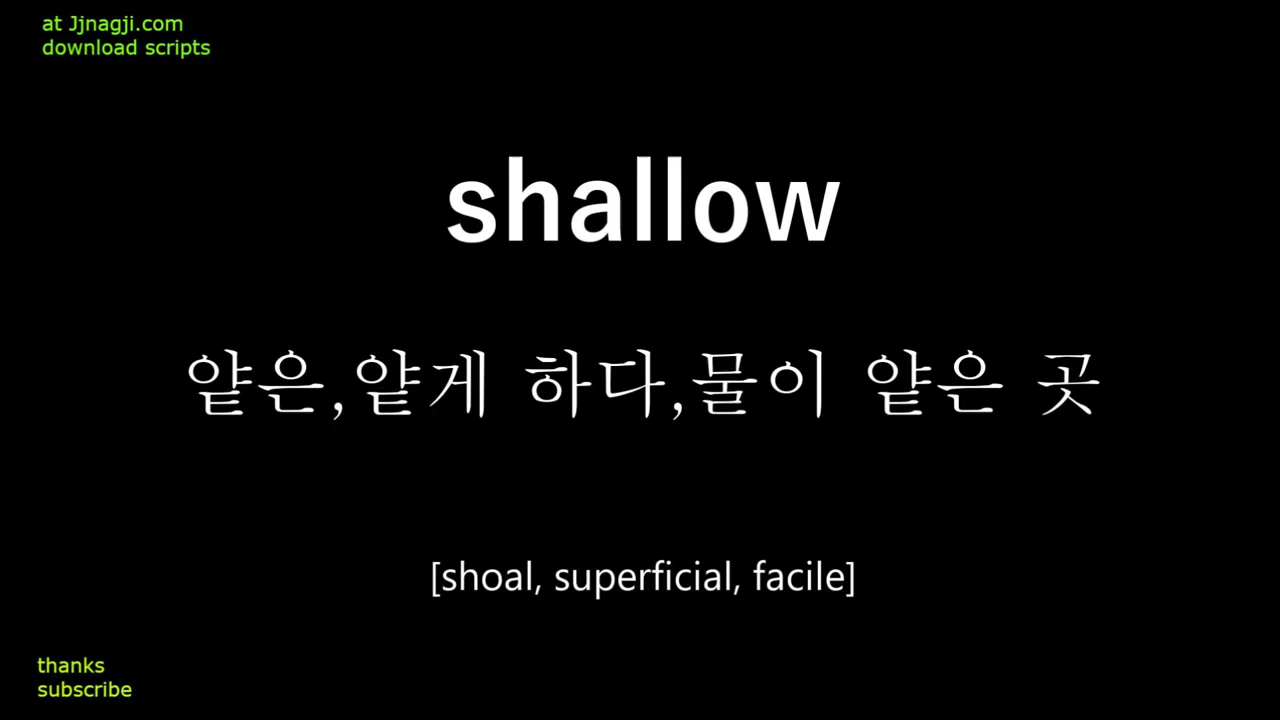 at Jjnagji.com
download scripts
shallow
얕은,얕게 하다,물이 얕은 곳
[shoal, superficial, facile]
thanks
subscribe